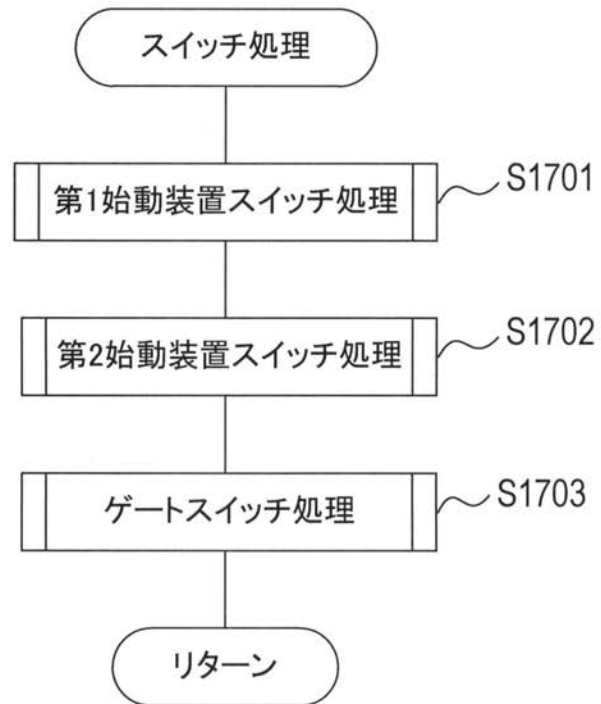 スイッチ処理
第1始動装置スイッチ処理
S1701
第2始動装置スイッチ処理
S1702
ゲートスイッチ処理
S1703
リターン